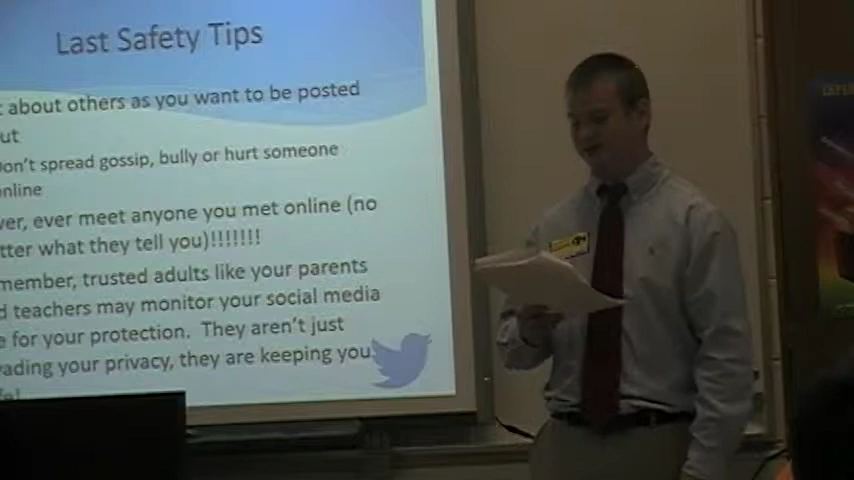 Last Safety Tips
about others as you want to be posted
ut
on't spread gossip, bully or hurt someone
nline
ver, ever meet anyone you met online (no
tter what they tell you)!!!!!!!
member, trusted adults like your parents
d teachers may monitor your social media
e for your protection. They aren't just
vading your privacy, they are keeping you